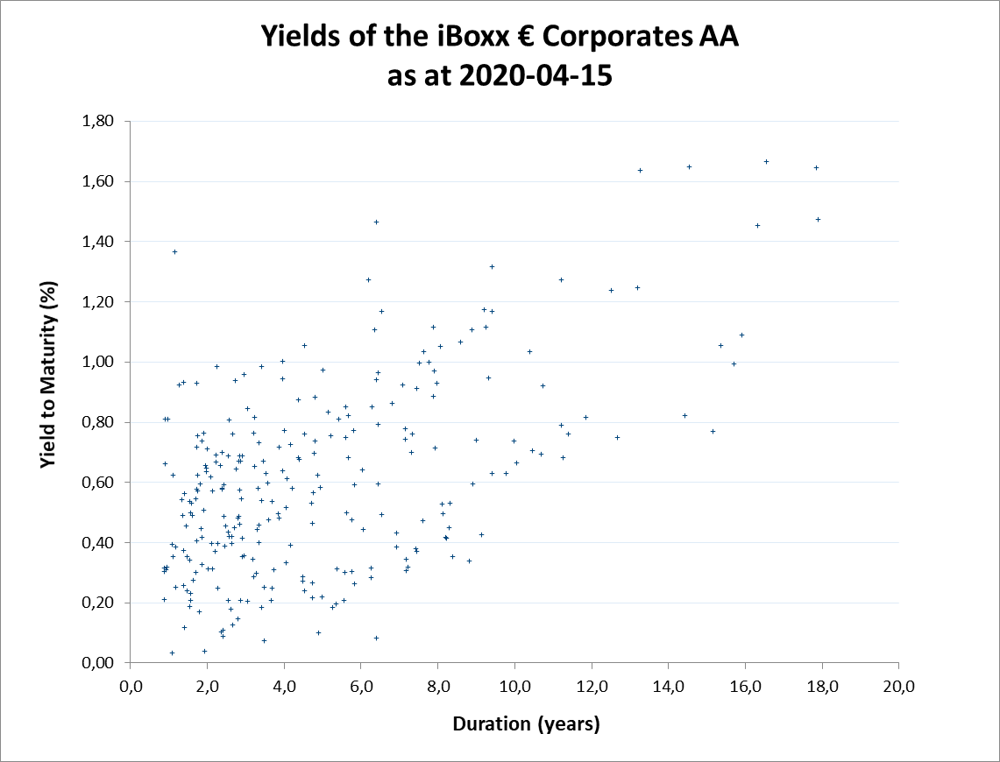 Yields of the iBoxx € Corporates AA
as at 2020-04-15
1,80
1,60
1,40
1,20
1,00
0,80
0,60
0,40
0,20
0,00
Yield to Maturity (%)
0,0 2,0 4,0 6,0 8,0 10,0 12,0 14,0 16,0 18,0 20,0
Duration (years)